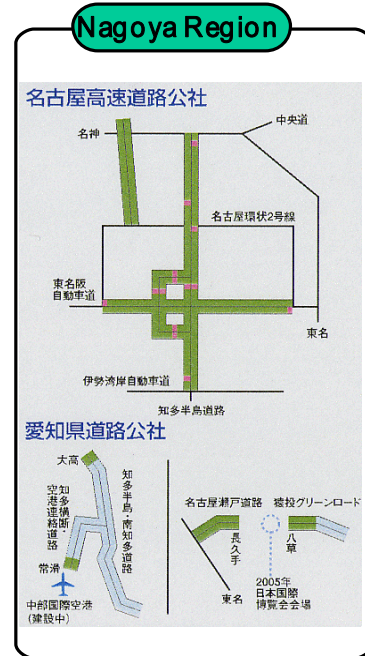 Nagoya Region
名古屋高速道路公社
中央道
名神
名古屋環状2号線
東名阪
自動車道
東名
伊勢湾岸自動車道
知多半島道路
愛知県道路公社
大高
知多半島・南知多道路
知多横断・
空港連絡道路
常滑
中部国際空港
(建設中)
名古屋瀬戸道路
猿投グリーンロード
長久手
八草
東名
2005年
日本国際
博覧会会場